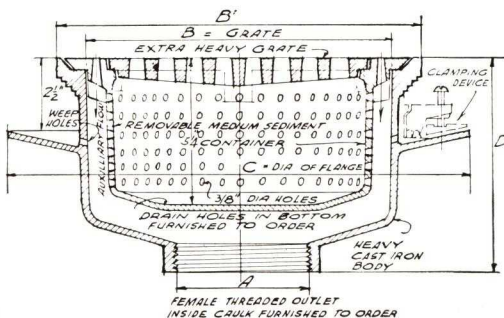 B'
B = GRATE
EXTRA HEAVY GRATE
2½"
WEEP
HOLES
AUXILLIARY FLOW
CLAMPING
DEVICE
REMOVABLE MEDIUM SEDIMENT
CONTAINER
D
C = DIA OF FLANGE
3/8" DIA HOLES
DRAIN HOLES IN BOTTOM
FURNISHED TO ORDER
HEAVY
CAST IRON
BODY
A
FEMALE THREADED OUTLET
INSIDE CAULK FURNISHED TO ORDER